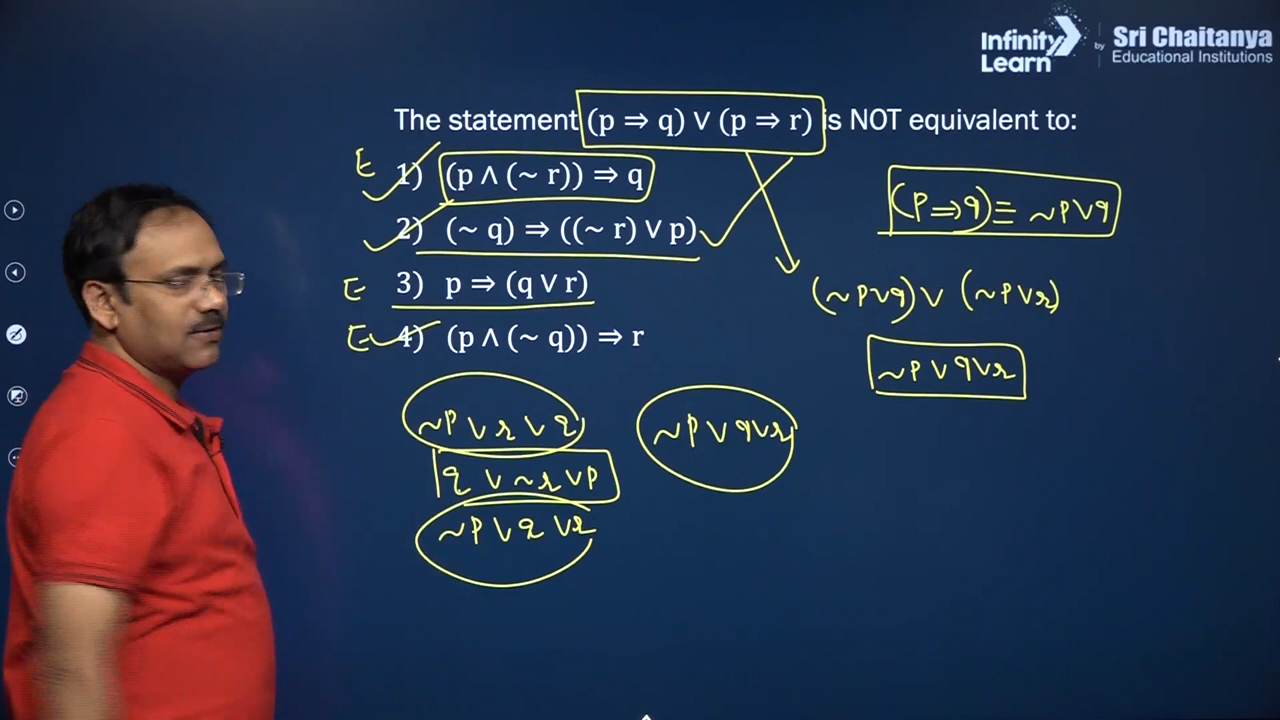 Infinity Learn by Sri Chaitanya Educational Institutions
The statement (p ⇒ q) ∨ (p ⇒ r) is NOT equivalent to:
E 1) (p ∧ (~ r)) ⇒ q
2) (~ q) ⇒ ((~ r) ∨ p)
E 3) p ⇒ (q ∨ r)
E 4) (p ∧ (~ q)) ⇒ r
(p ⇒ q) ≡ ~p ∨ q
(~p ∨ q) ∨ (~p ∨ r)
~p ∨ q ∨ r
~p ∨ r ∨ q
~p ∨ q ∨ r
q ∨ ~r ∨ p
~p ∨ q ∨ r